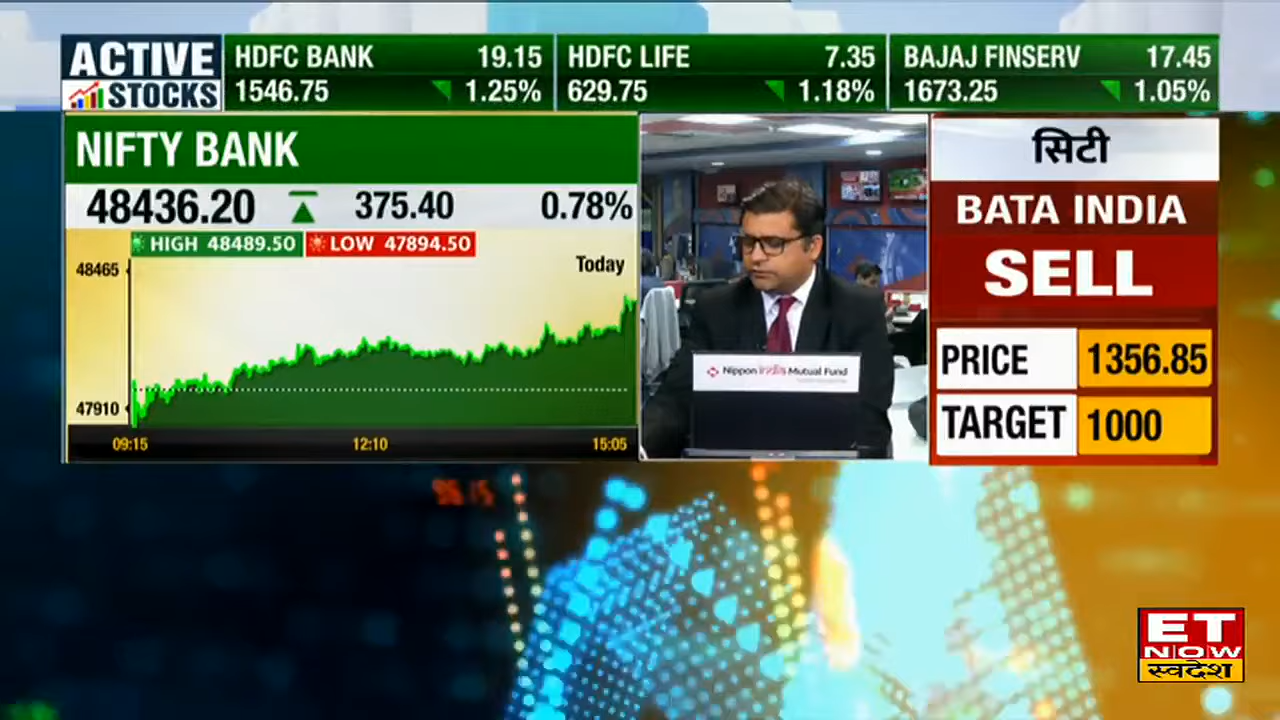 ACTIVE STOCKS
HDFC BANK 19.15
1546.75 1.25%
HDFC LIFE 7.35
629.75 1.18%
BAJAJ FINSERV 17.45
1673.25 1.05%
NIFTY BANK
48436.20 375.40 0.78%
HIGH 48489.50 LOW 47894.50
48465
Today
47910
09:15 12:10 15:05
Nippon india Mutual Fund
सिटी
BATA INDIA
SELL
PRICE 1356.85
TARGET 1000
ET
NOW
स्वदेश